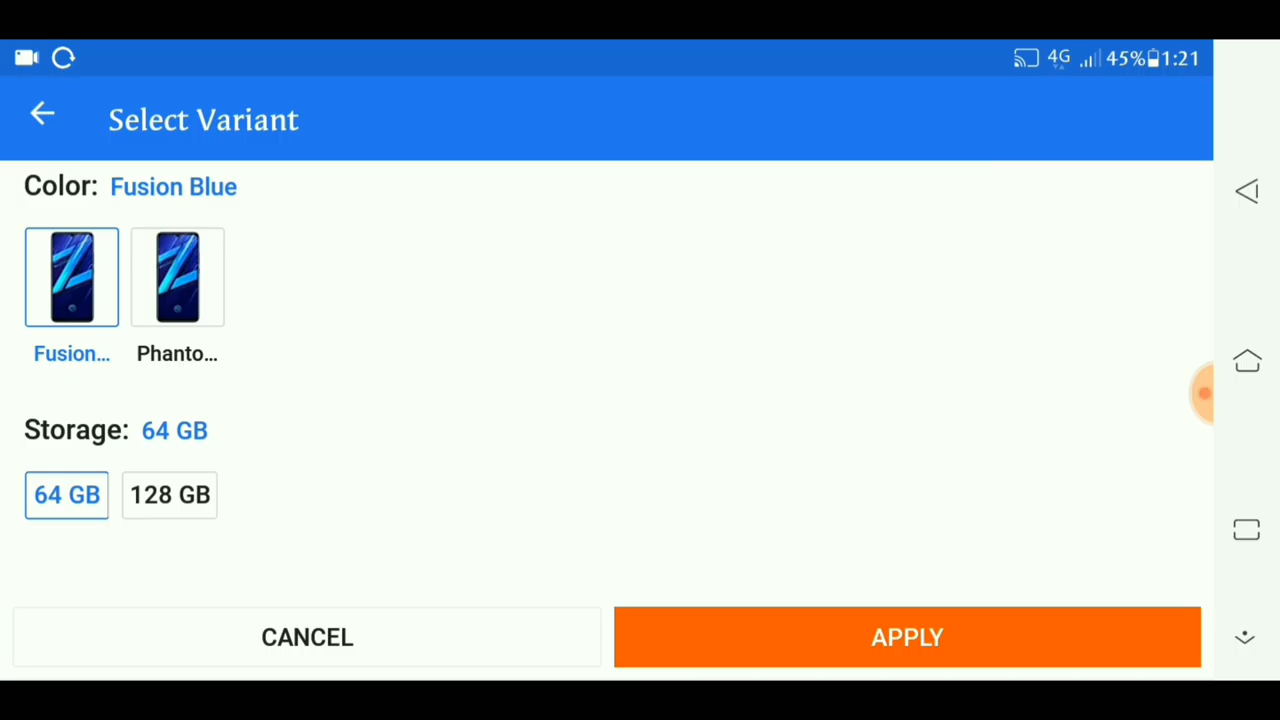 4G 45% 1:21
Select Variant
Color: Fusion Blue
Fusion... Phanto...
Storage: 64 GB
64 GB 128 GB
CANCEL APPLY